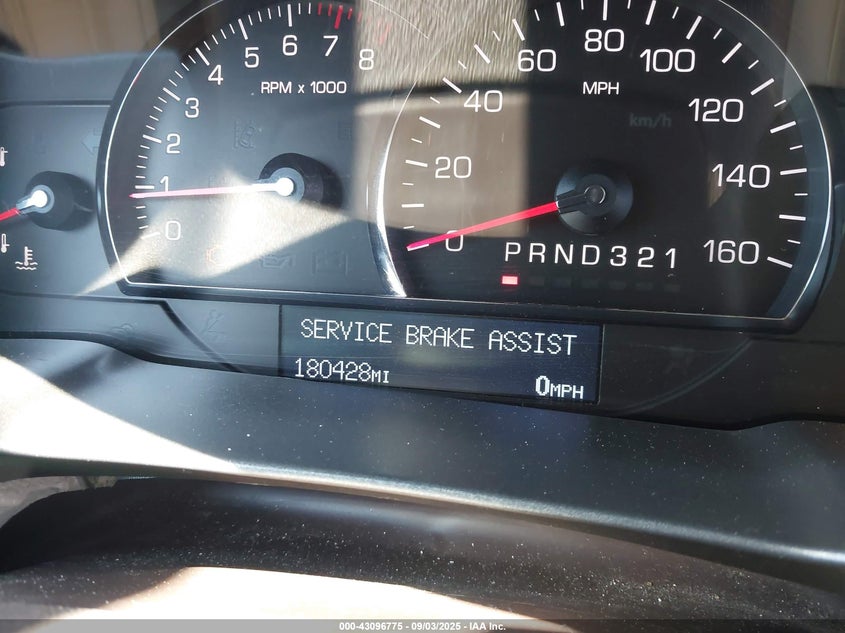 0 1 2 3 4 5 6 7 8
RPM x 1000
0 20 40 60 80 100 120 140 160
MPH
km/h
PRND321
SERVICE BRAKE ASSIST
180428MI 0MPH
000-43096775 - 09/03/2025 - IAA Inc.